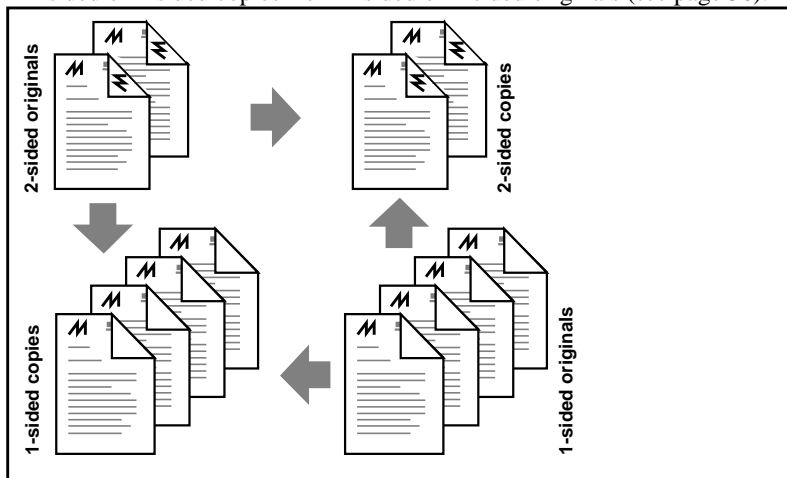 2-sided originals
2-sided copies
1-sided copies
1-sided originals